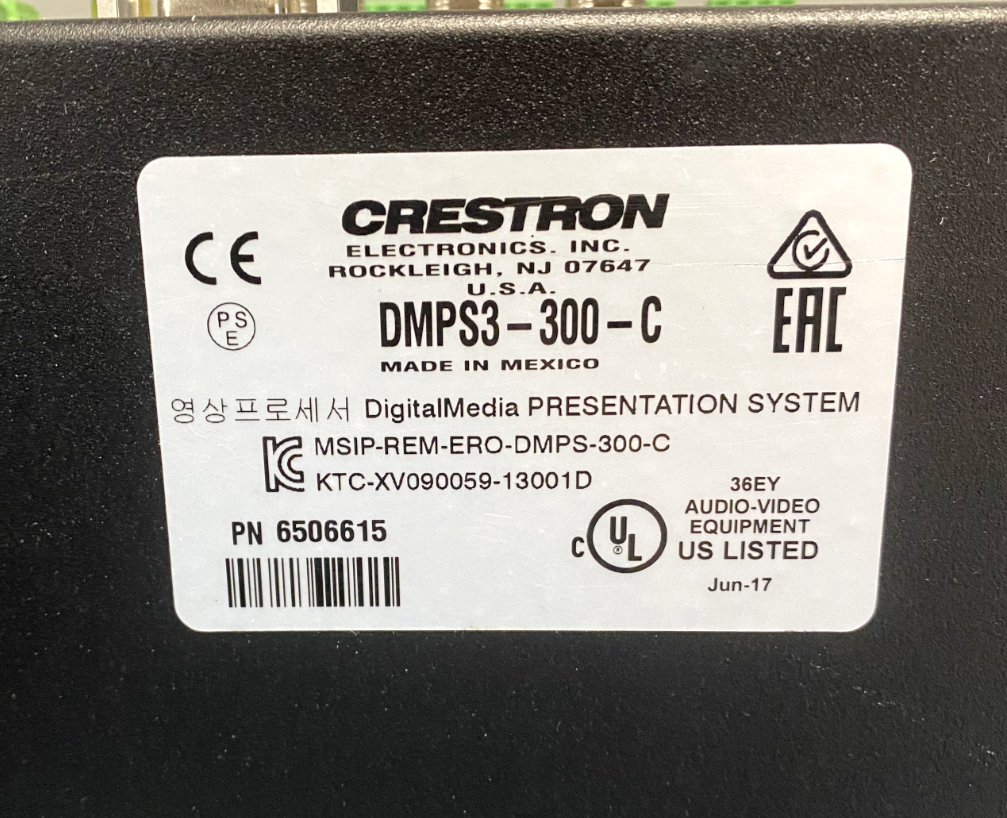 CRESTRON
ELECTRONICS. INC.
ROCKLEIGH, NJ 07647
U.S.A.
CE
PS
E
DMPS3-300-C
EAC
MADE IN MEXICO
영상프로세서 DigitalMedia PRESENTATION SYSTEM
KC
MSIP-REM-ERO-DMPS-300-C
KTC-XV090059-13001D
PN 6506615
C UL ® US LISTED
36EY
AUDIO-VIDEO
EQUIPMENT
Jun-17